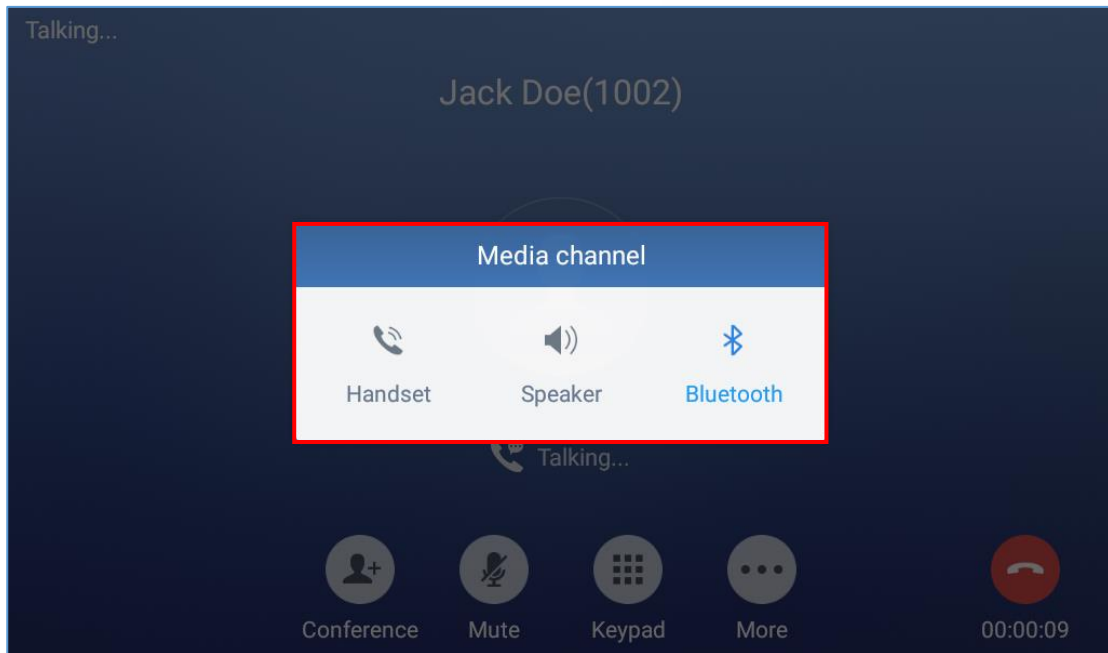 Talking...
Jack Doe(1002)
Media channel
Handset Speaker Bluetooth
Talking...
Conference Mute Keypad More 00:00:09